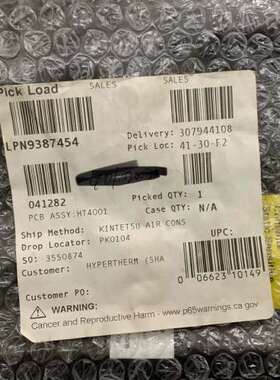 SALES
SALES
Pick Load
LPN9387454
Delivery: 307944108
Pick Loc: 41-30-F2
041282
PCB ASSY:HT4001
Picked QTY: 1
Case QTY: N/A
Ship Method: KINTETSU AIR CONS
Drop Locator: PK0104
SO: 3550874
UPC:
Customer: HYPERTHERM (SHA
0 06623 10149
Customer PO:
WARNING:
Cancer and Reproductive Harm - www.p65warnings.ca.gov